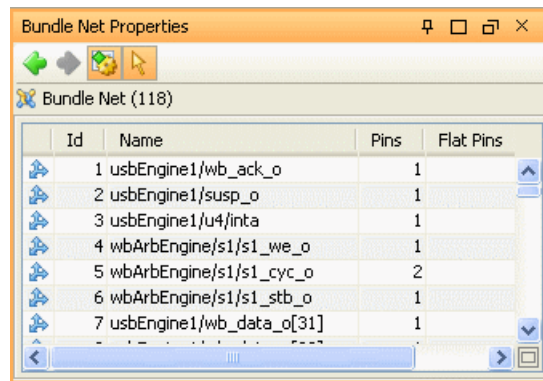 Bundle Net Properties
Bundle Net (118)
Id Name Pins Flat Pins
1 usbEngine1/wb_ack_o 1
2 usbEngine1/susp_o 1
3 usbEngine1/u4/inta 1
4 wbArbEngine/s1/s1_we_o 1
5 wbArbEngine/s1/s1_cyc_o 2
6 wbArbEngine/s1/s1_stb_o 1
7 usbEngine1/wb_data_o[31] 1